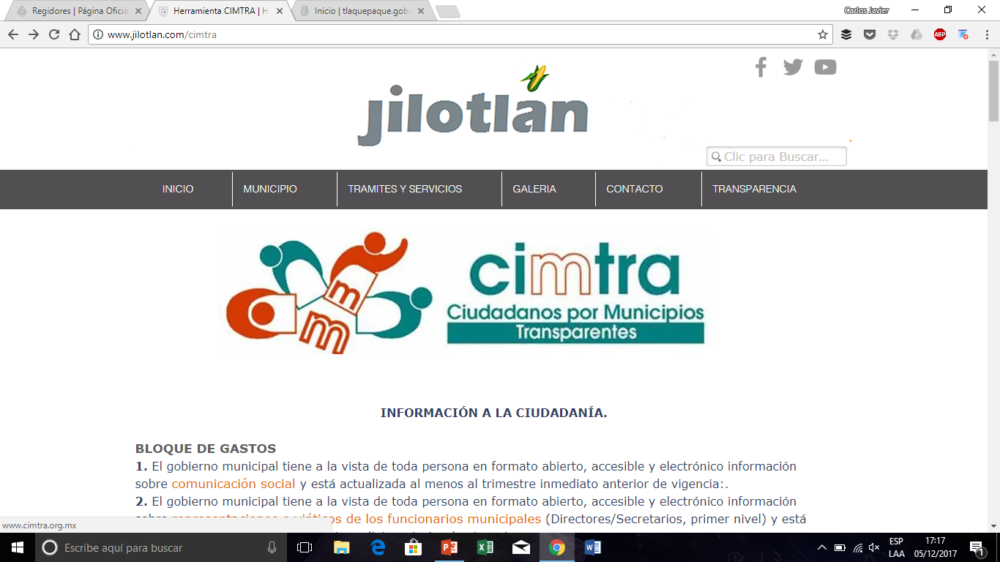 Regidores | Página Oficia
Herramienta CIMTRA | H
Inicio | tlaquepaque.gob
Carlos Javier
www.jilotlan.com/cimtra
ABP
jilotlán
Clic para Buscar...
INICIO
MUNICIPIO
TRAMITES Y SERVICIOS
GALERIA
CONTACTO
TRANSPARENCIA
m
m
cimtra
Ciudadanos por Municipios
Transparentes
INFORMACIÓN A LA CIUDADANÍA.
BLOQUE DE GASTOS
1. El gobierno municipal tiene a la vista de toda persona en formato abierto, accesible y electrónico información
sobre comunicación social y está actualizada al menos al trimestre inmediato anterior de vigencia:.
2. El gobierno municipal tiene a la vista de toda persona en formato abierto, accesible y electrónico información
sobre representaciones o viáticos de los funcionarios municipales (Directores/Secretarios, primer nivel) y está
www.cimtra.org.mx
Escribe aquí para buscar
ESP
LAA
17:17
05/12/2017
1